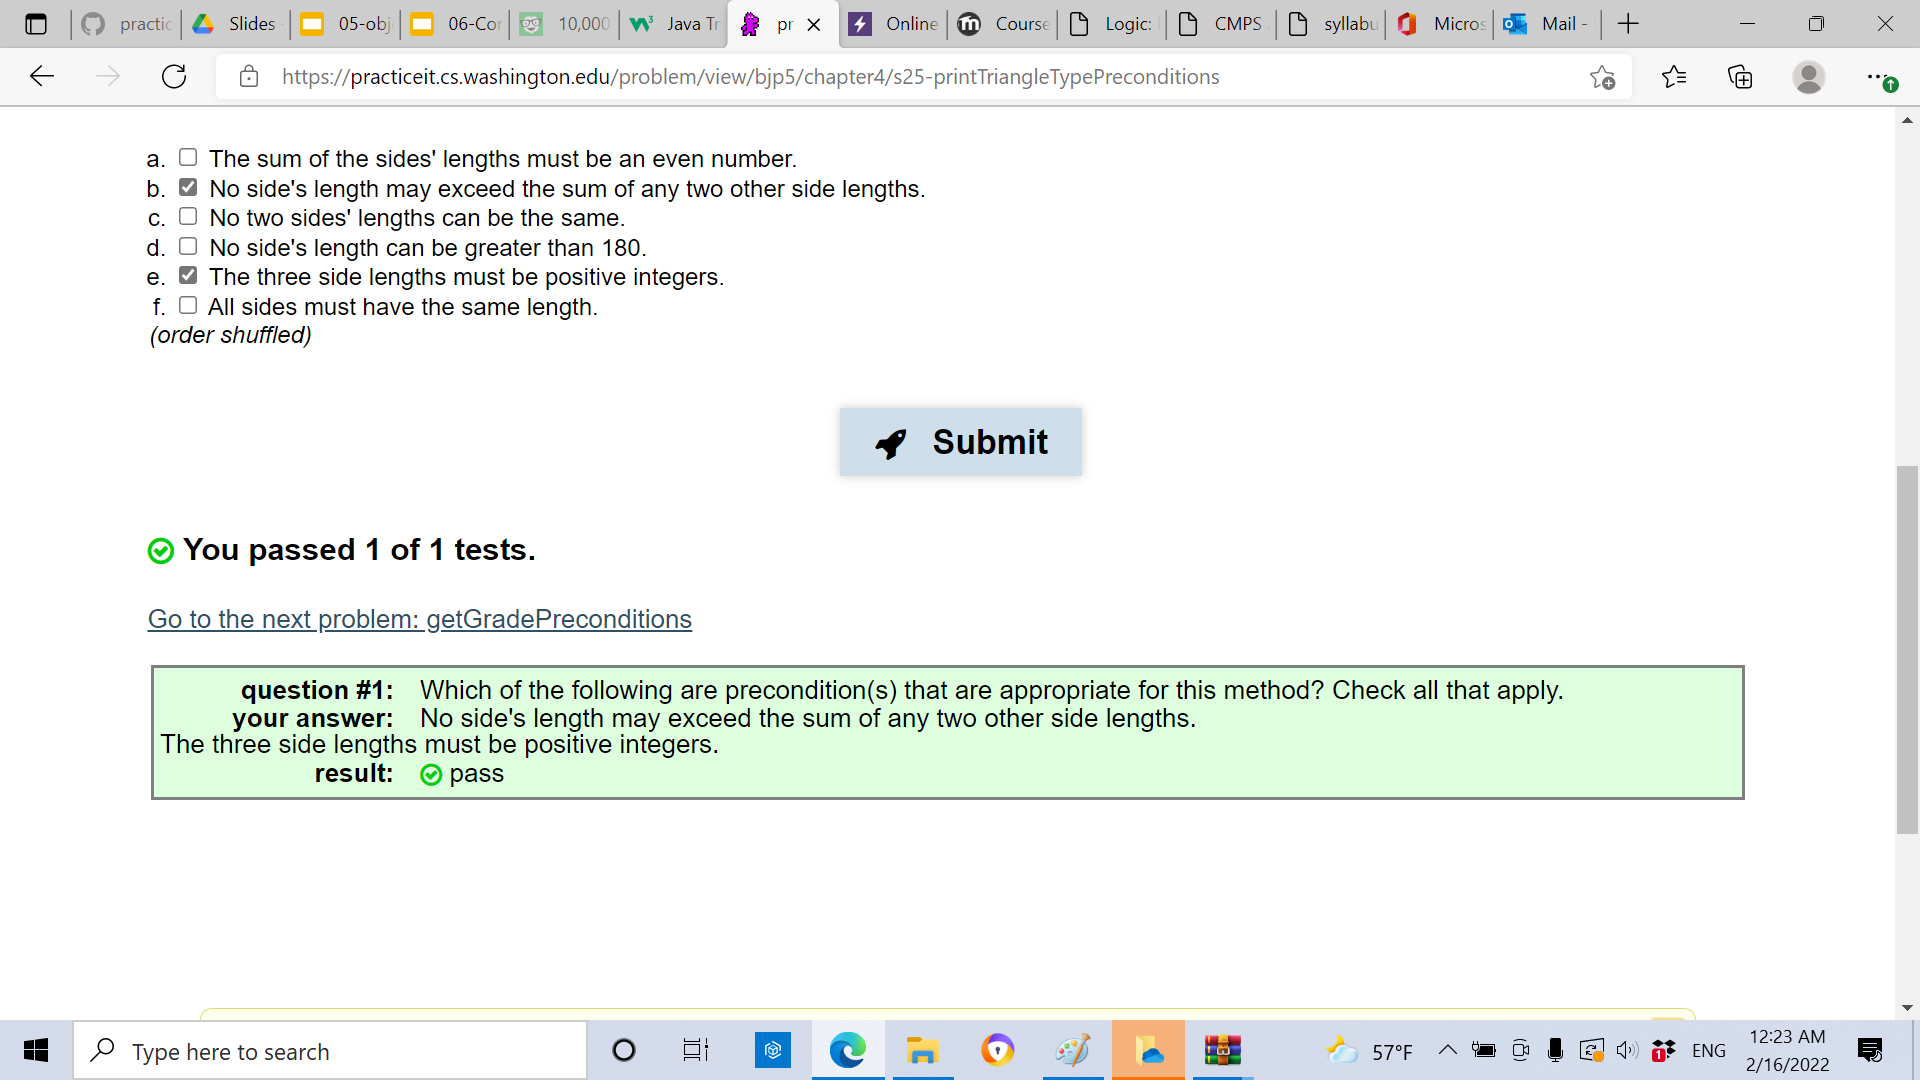 practic
Slides
05-obj
06-Cor
10,000
Java Tr
pr
Online
Course
Logic:
CMPS
syllabu
Micros
Mail -
https://practiceit.cs.washington.edu/problem/view/bjp5/chapter4/s25-printTrianglTypePreconditions
a. The sum of the sides' lengths must be an even number.
b. No side's length may exceed the sum of any two other side lengths.
c. No two sides' lengths can be the same.
d. No side's length can be greater than 180.
e. The three side lengths must be positive integers.
f. All sides must have the same length.
(order shuffled)
Submit
You passed 1 of 1 tests.
Go to the next problem: getGradePreconditions
question #1: Which of the following are precondition(s) that are appropriate for this method? Check all that apply.
your answer: No side's length may exceed the sum of any two other side lengths.
The three side lengths must be positive integers.
result: pass
Type here to search
57°F
1
ENG
12:23 AM
2/16/2022